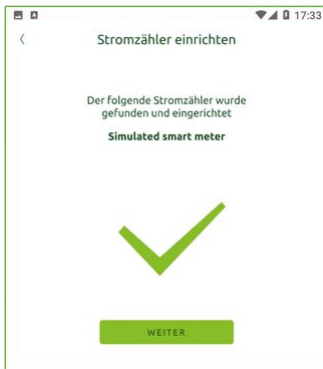 17:33
Stromzähler einrichten
Der folgende Stromzähler wurde
gefunden und eingerichtet
Simulated smart meter
WEITER